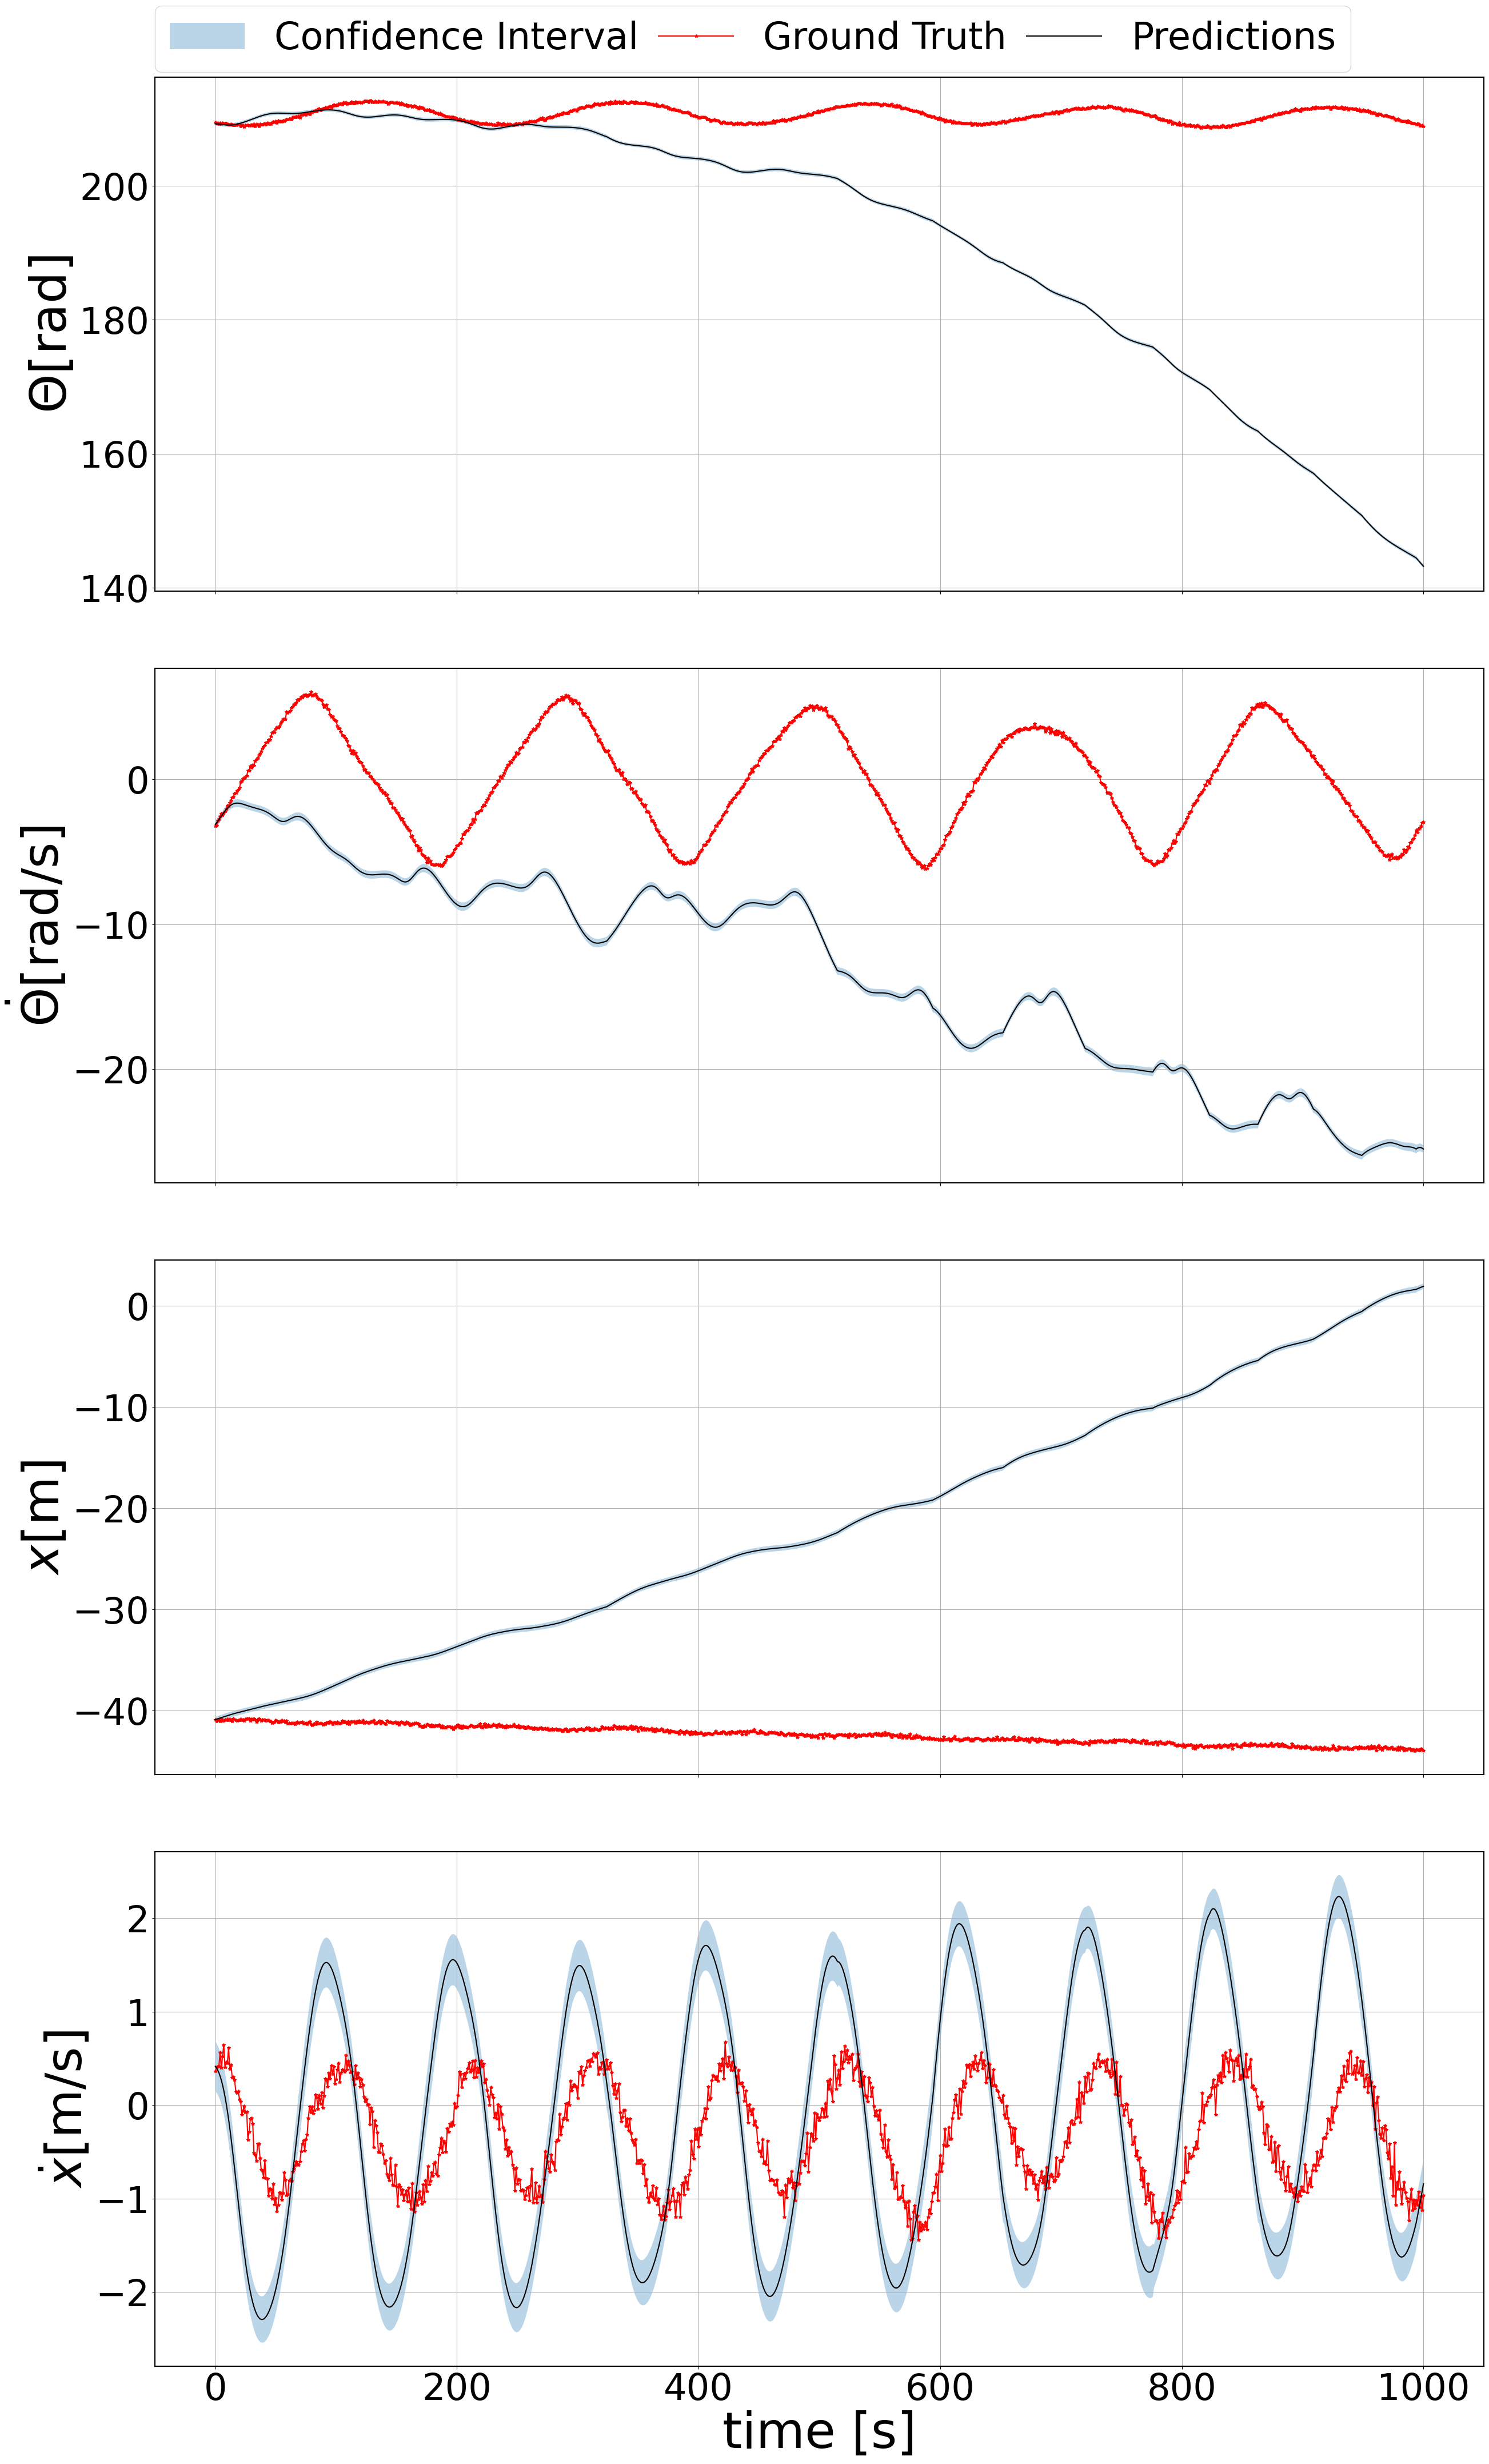 Confidence Interval Ground Truth Predictions
200
180
160
140
Θ[rad]
0
−10
−20
Θ̇[rad/s]
0
−10
−20
−30
−40
x[m]
2
1
0
−1
−2
ẋ[m/s]
0 200 400 600 800 1000
time [s]